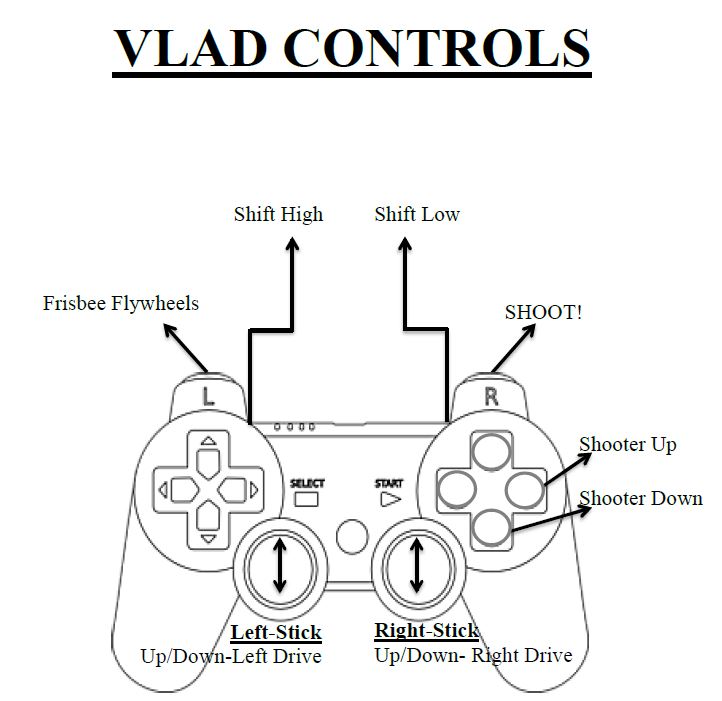 VLAD CONTROLS
Shift High
Shift Low
Frisbee Flywheels
SHOOT!
L
R
Shooter Up
SELECT
START
Shooter Down
Left-Stick
Right-Stick
Up/Down-Left Drive
Up/Down- Right Drive